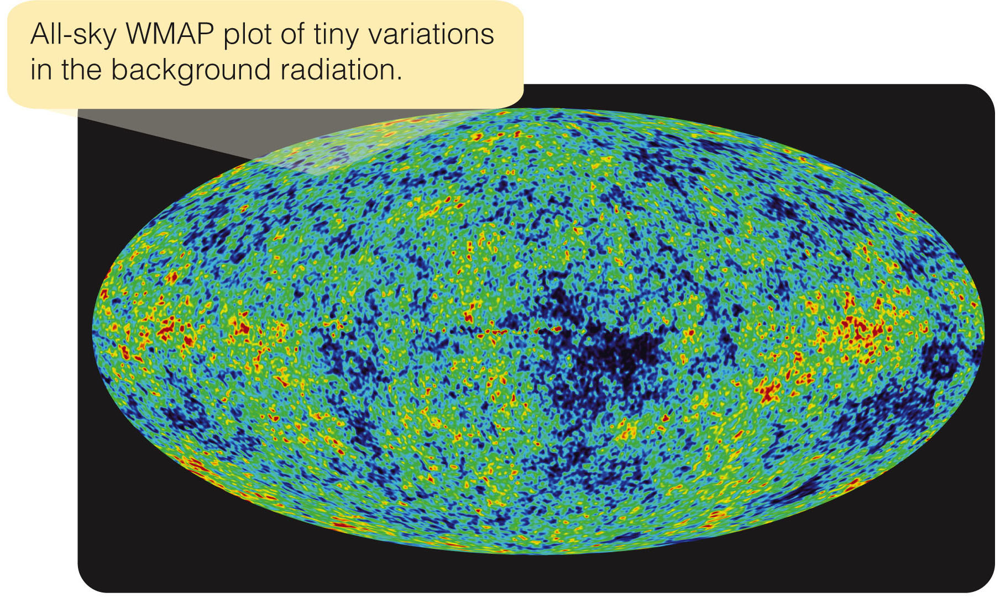 All-sky WMAP plot of tiny variations
in the background radiation.